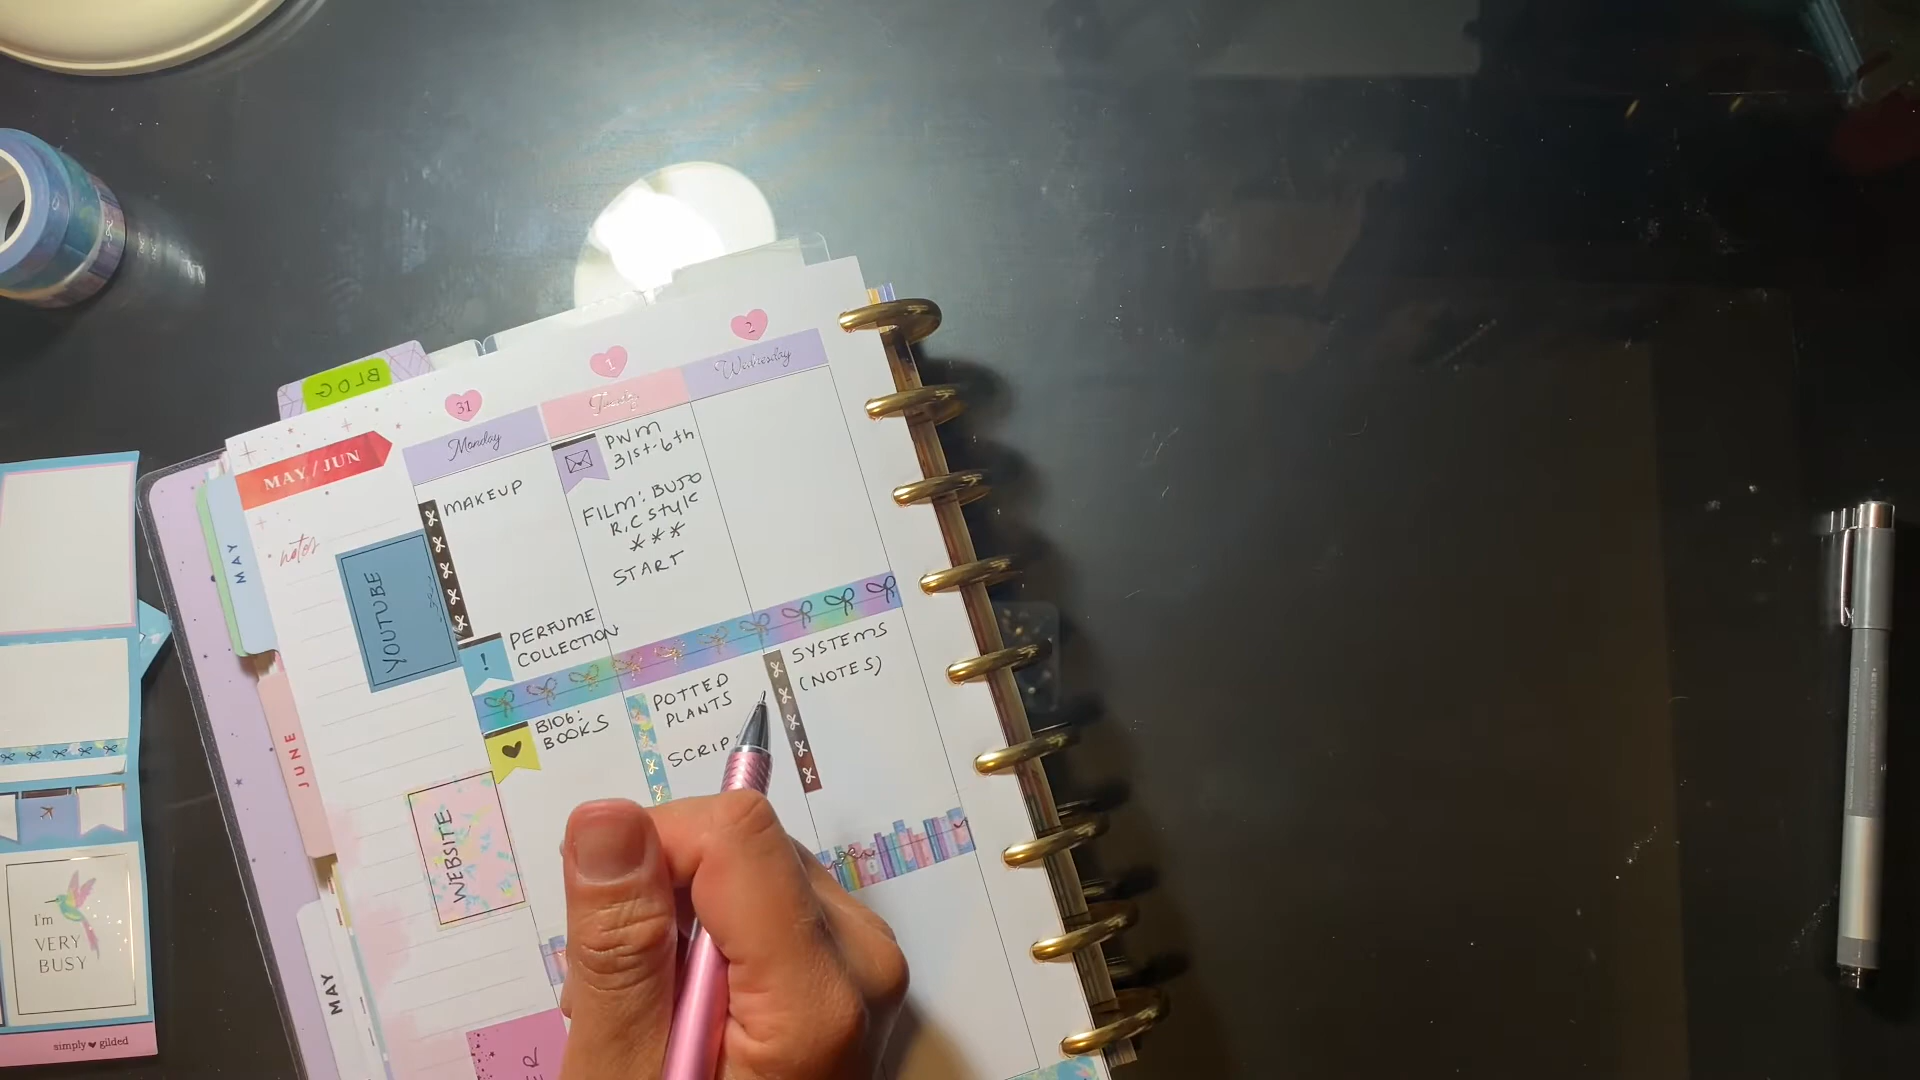 BLOG
31
1
2
Monday
Tuesday
Wednesday
MAY / JUN
notes
MAY
JUNE
MAY
YOUTUBE
MAKEUP
PERFUME
COLLECTION
!
PWM
31st-6th
FILM: BUJO
R.C style
***
START
WEBSITE
BlOG:
BOOKS
POTTED
PLANTS
SCRIP
SYSTEMS
(NOTES)
I'm
VERY
BUSY
simply gilded